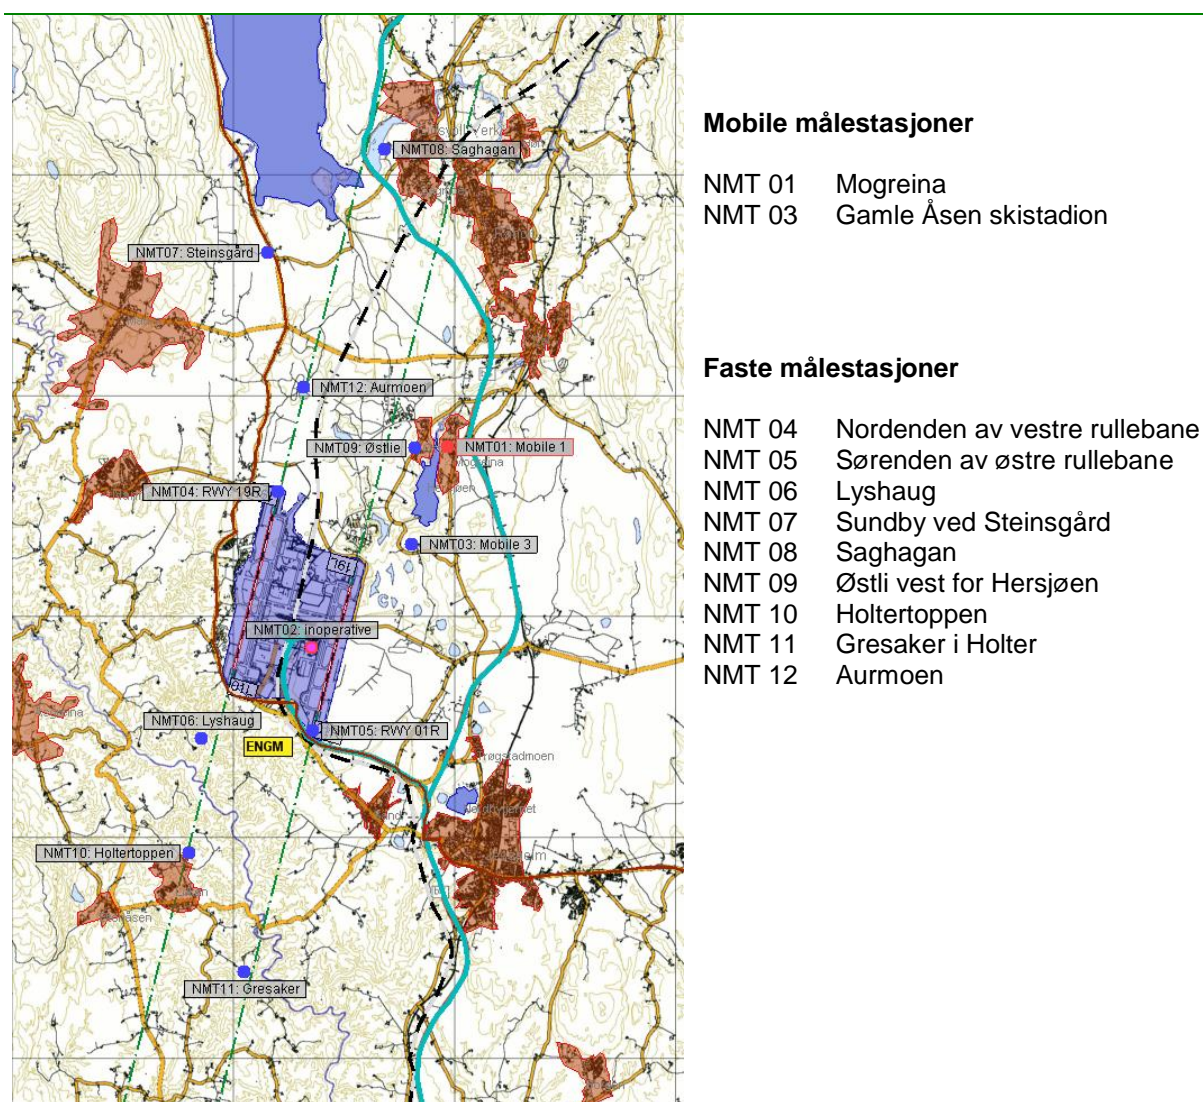 NMT08: Saghagan
NMT07: Steinsgård
NMT12: Aurmoen
NMT09: Østlie
NMT01: Mobile 1
Mogreina
NMT04: RWY 19R
NMT03: Mobile 3
19L
NMT02: inoperative
NMT06: Lyshaug
NMT05: RWY 01R
ENGM
NMT10: Holtertoppen
NMT11: Gresaker
Mobile målestasjoner
NMT 01 Mogreina
NMT 03 Gamle Åsen skistadion
Faste målestasjoner
NMT 04 Nordenden av vestre rullebane
NMT 05 Sørenden av østre rullebane
NMT 06 Lyshaug
NMT 07 Sundby ved Steinsgård
NMT 08 Saghagan
NMT 09 Østli vest for Hersjøen
NMT 10 Holtertoppen
NMT 11 Gresaker i Holter
NMT 12 Aurmoen